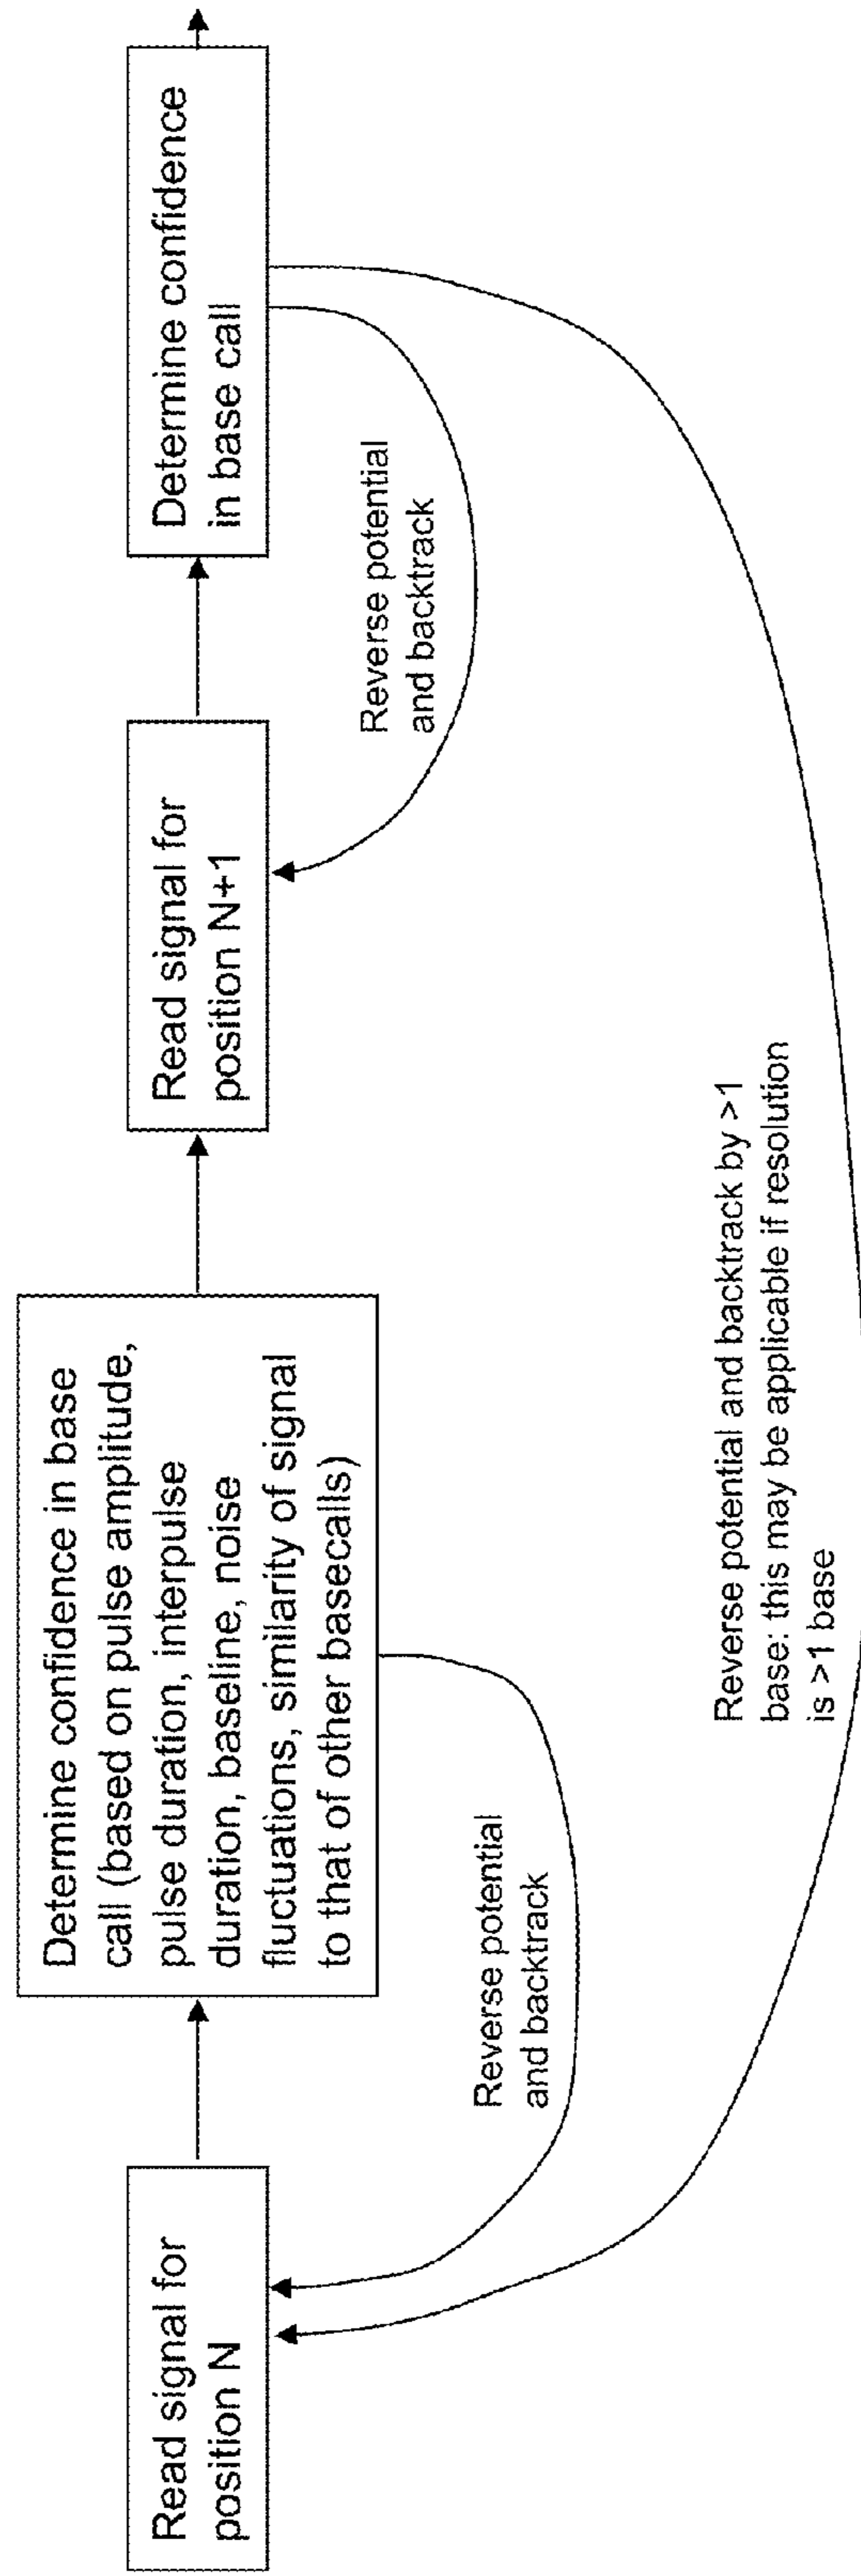 Read signal for
position N
Determine confidence in base
call (based on pulse amplitude,
pulse duration, interpulse
duration, baseline, noise
fluctuations, similarity of signal
to that of other basecalls)
Read signal for
position N+1
Determine confidence
in base call
Reverse potential
and backtrack
Reverse potential
and backtrack
Reverse potential and backtrack by >1
base: this may be applicable if resolution
is >1 base